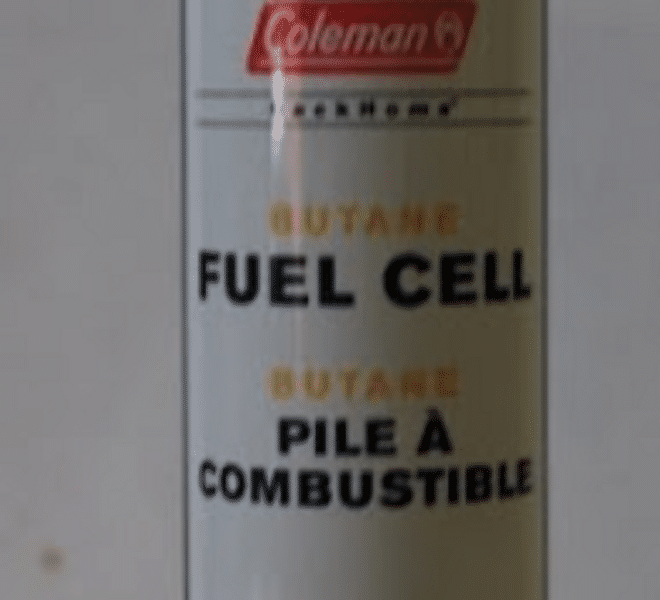 Coleman
BUTANE
FUEL CELL
BUTANE
PILE À
COMBUSTIBLE